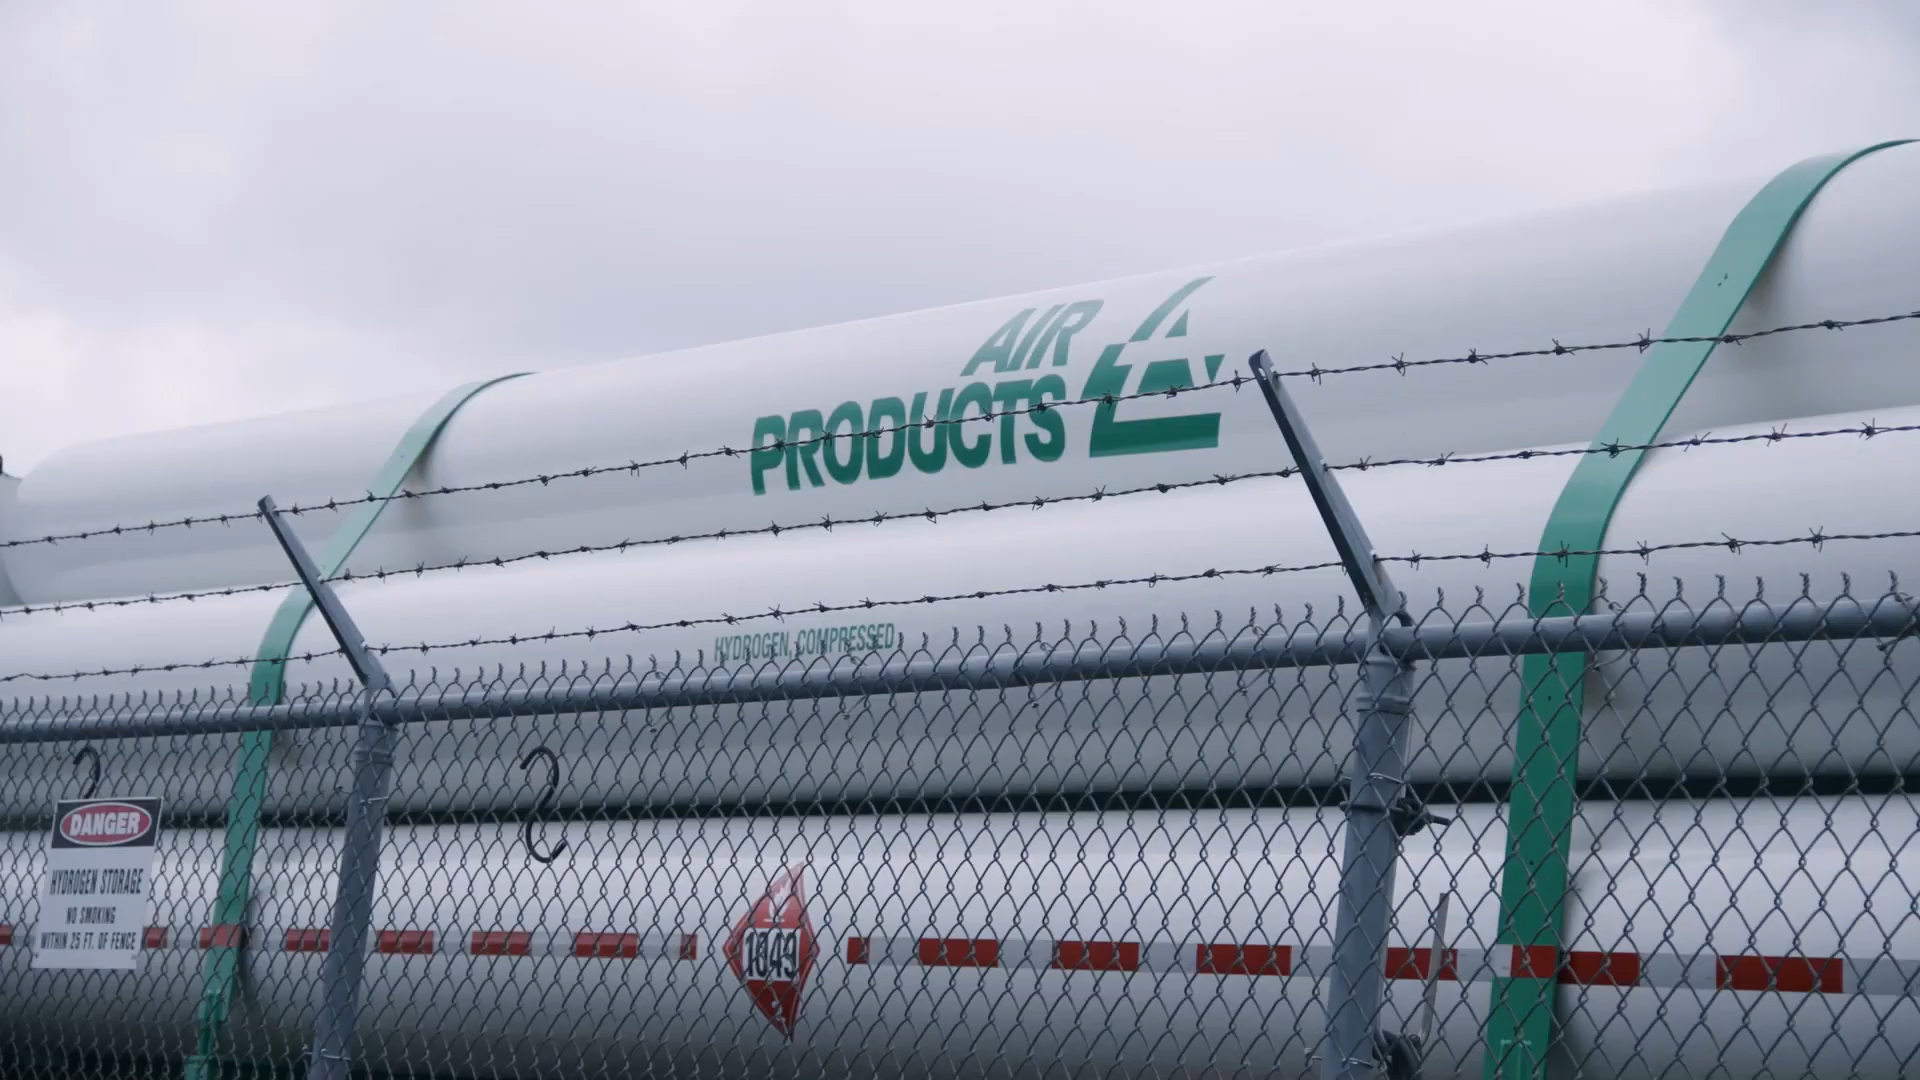 AIR
PRODUCTS
HYDROGEN, COMPRESSED
DANGER
HYDROGEN STORAGE
NO SMOKING
WITHIN 25 FT. OF FENCE
1049